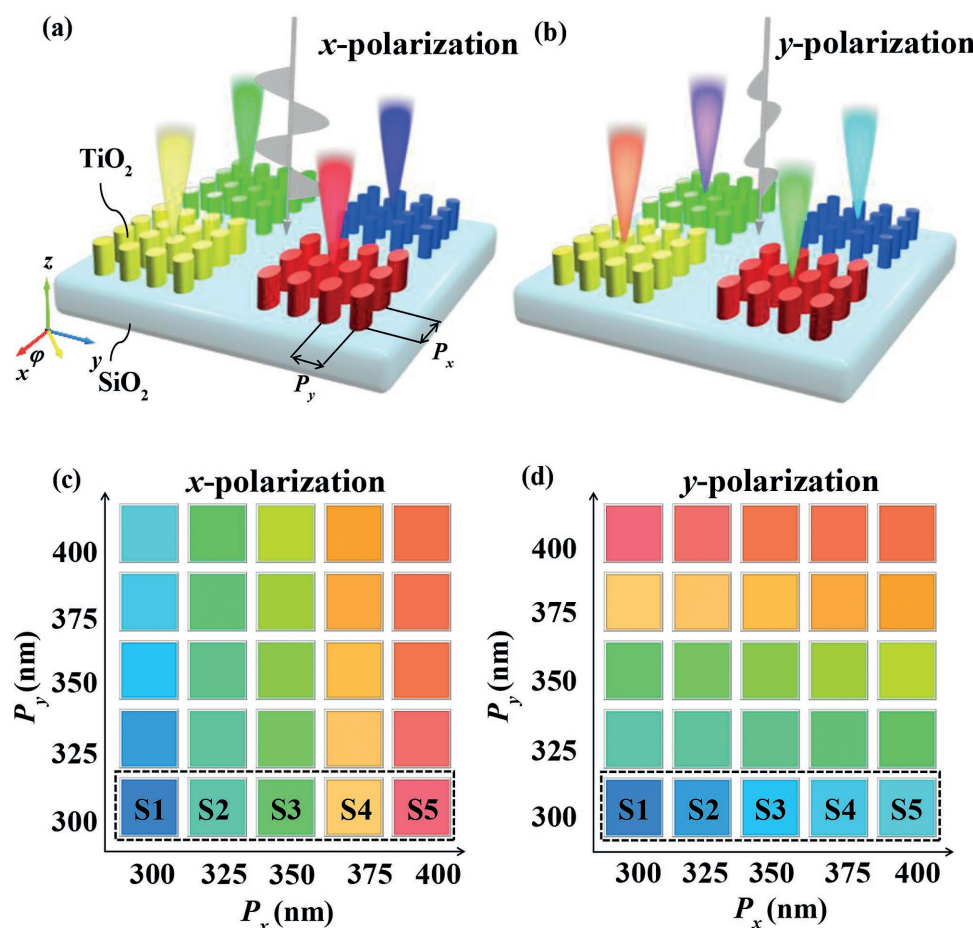 (a)
x-polarization
TiO2
z
x
φ
y
SiO2
Py
Px
(b)
y-polarization
(c)
x-polarization
Py (nm)
400
375
350
325
300
S1 S2 S3 S4 S5
300 325 350 375 400
Px (nm)
(d)
y-polarization
Py (nm)
400
375
350
325
300
S1 S2 S3 S4 S5
300 325 350 375 400
Px (nm)